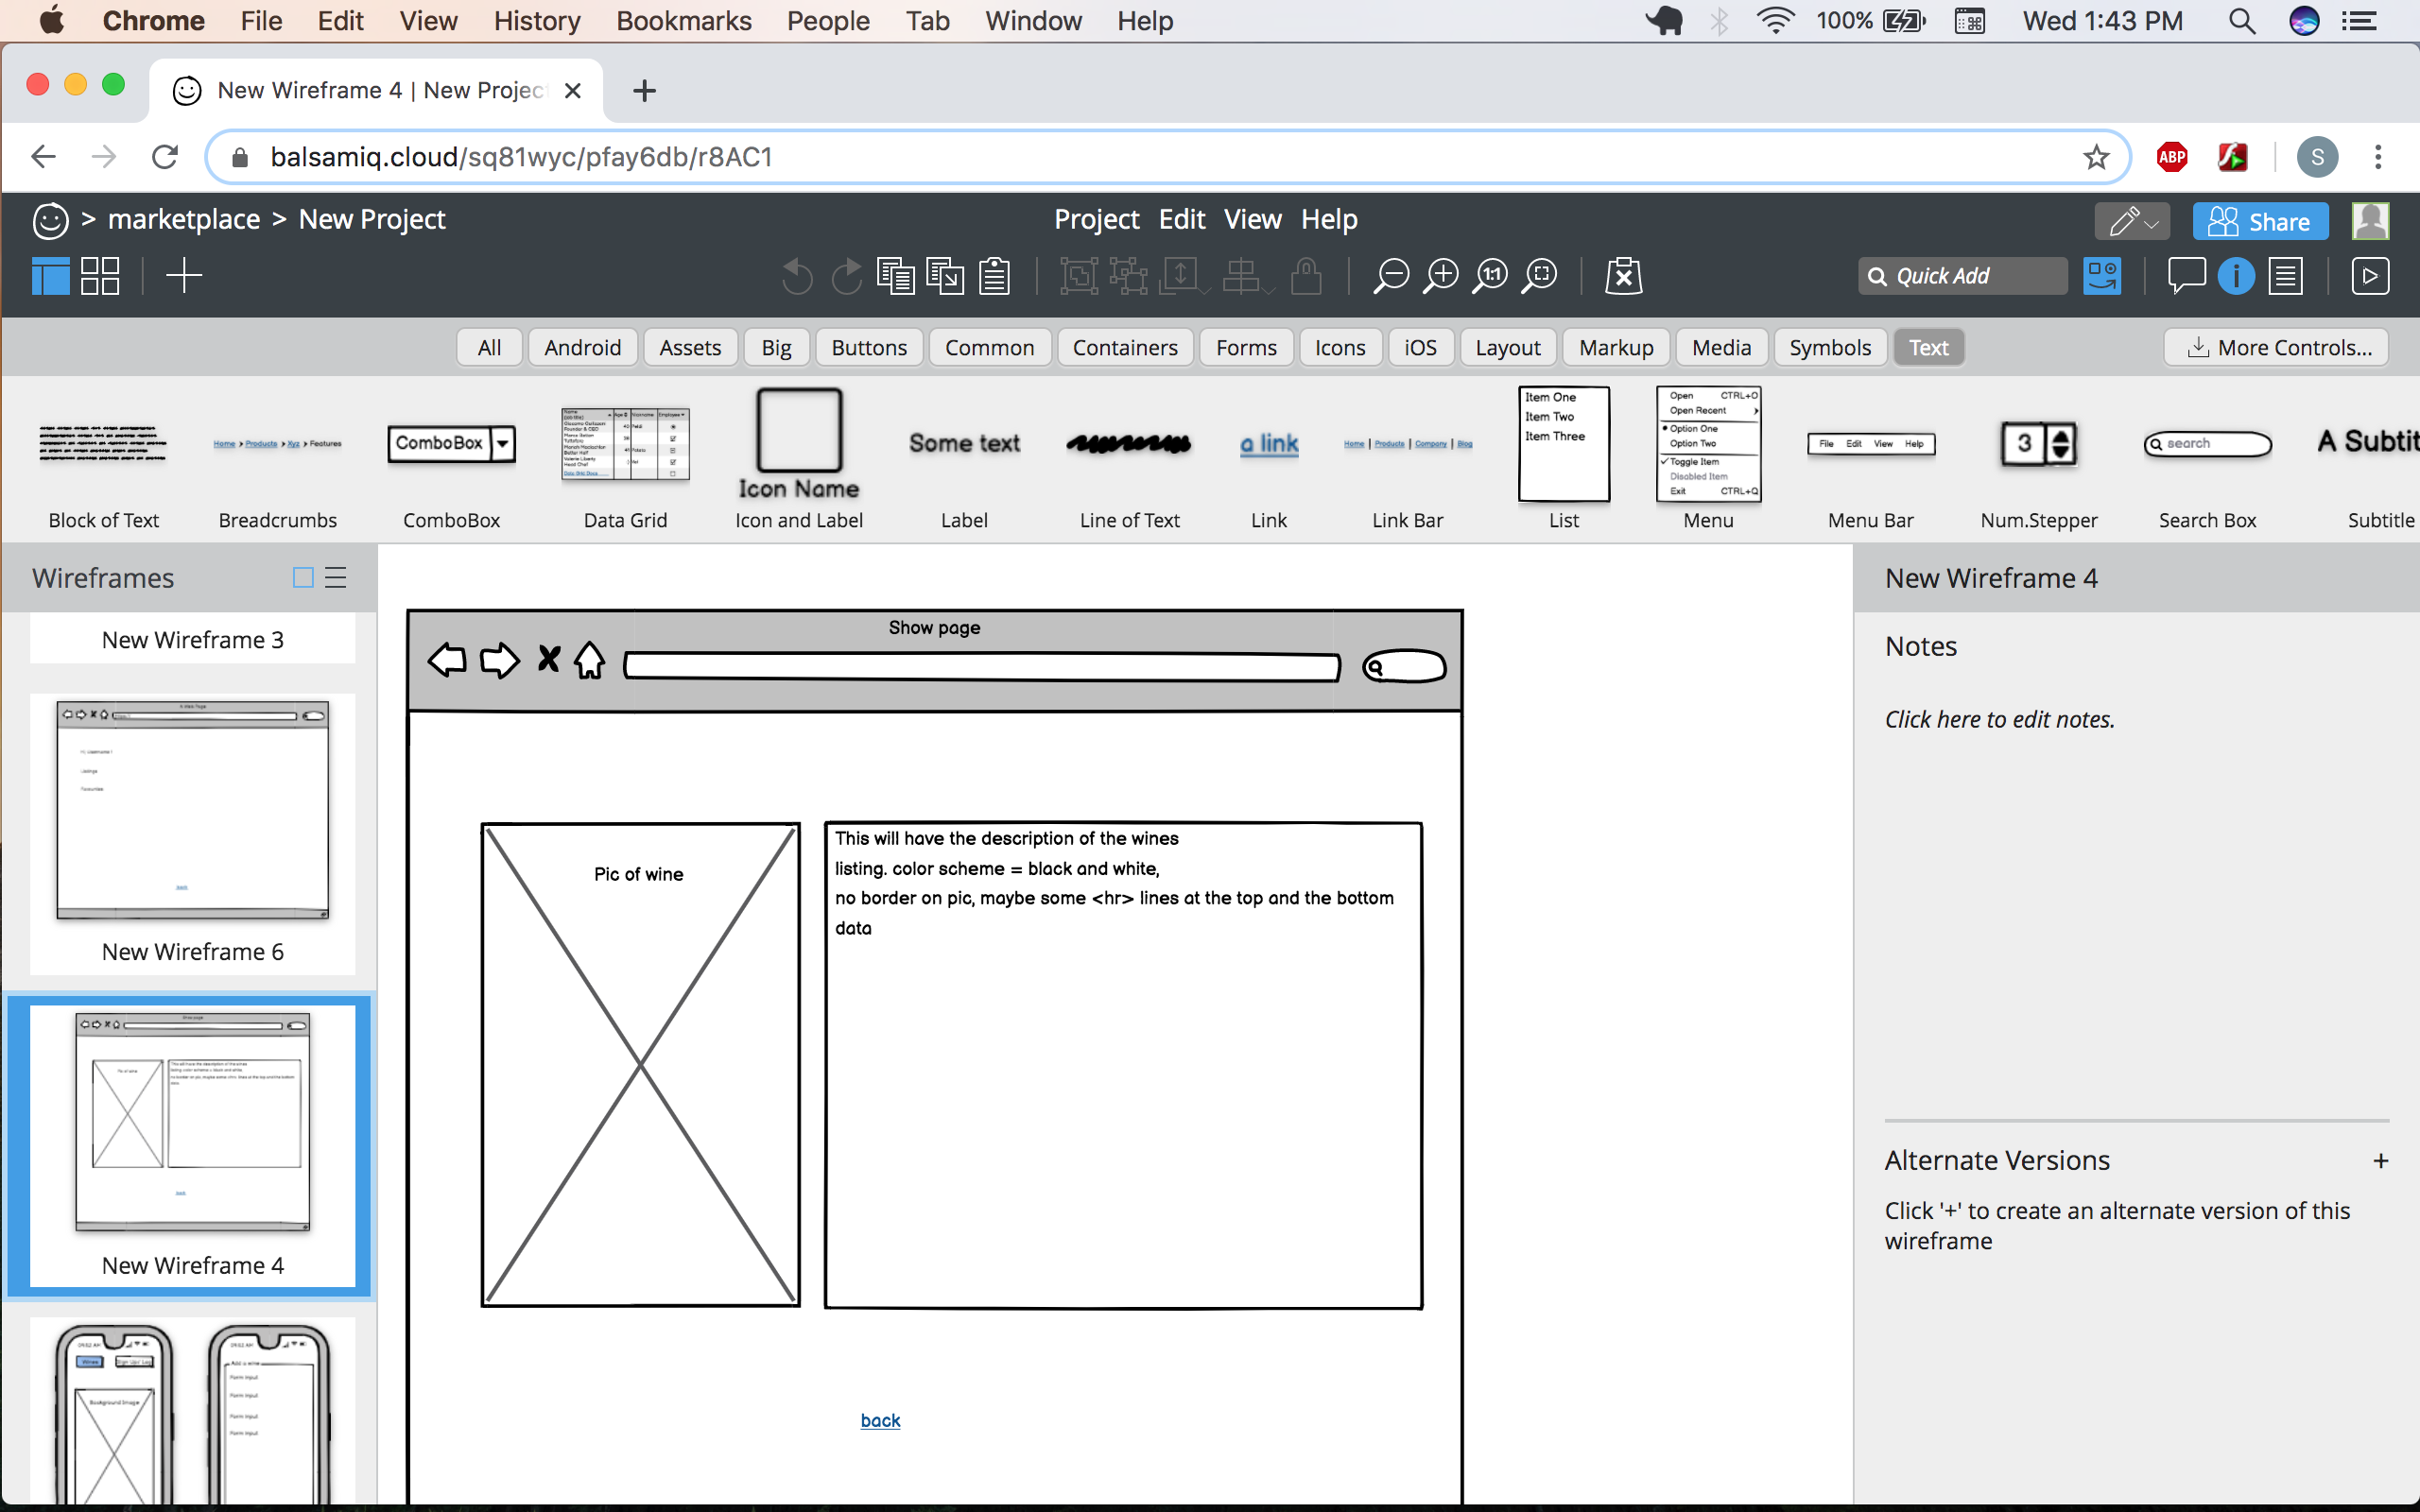 Chrome File Edit View History Bookmarks People Tab Window Help 100% Wed 1:43 PM
New Wireframe 4 | New Projec
balsamiq.cloud/sq81wyc/pfay6db/r8AC1 ABP S
> marketplace > New Project Project Edit View Help Share
1:1 Quick Add
All Android Assets Big Buttons Common Containers Forms Icons iOS Layout Markup Media Symbols Text More Controls...
Home > Products > Xyz > Features
ComboBox
Icon Name
Some text
a link
Home | Products | Company | Blog
Item One
Item Two
Item Three
Open CTRL+O
Open Recent
Option One
Option Two
Toggle Item
Disabled Item
Exit CTRL+Q
File Edit View Help
3
search
A Subtit
Block of Text Breadcrumbs ComboBox Data Grid Icon and Label Label Line of Text Link Link Bar List Menu Menu Bar Num.Stepper Search Box Subtitle
Wireframes
New Wireframe 3
New Wireframe 6
New Wireframe 4
Show page
Pic of wine
This will have the description of the wines
listing. color scheme = black and white,
no border on pic, maybe some <hr> lines at the top and the bottom
data
back
New Wireframe 4
Notes
Click here to edit notes.
Alternate Versions +
Click '+' to create an alternate version of this
wireframe